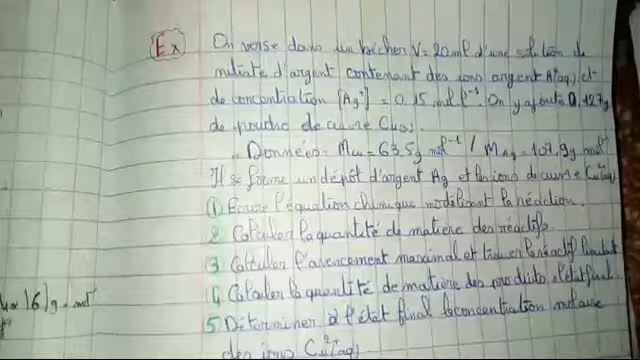 Ex On verse dans un bécher V=20ml d'une solution de
nitrate d'argent contenant des ions argent Ag⁺(aq) et
de concentration [Ag⁺] = 0.15 mol.l⁻¹ On y ajoute 0.127g
de poudre de cuivre Cu(s).
Données: Mcu = 63.5g mol⁻¹ / MAg = 107.9g mol⁻¹
Il se forme un dépôt d'argent Ag et les ions de cuivre Cu²⁺(aq)
① Ecrire l'équation chimique modélisant la réaction.
2 Calculer la quantité de matière des réactifs.
3 Calculer l'avancement maximal et trouver le réactif limitant
4 Calculer la quantité de matière des produits l'état final
5 Déterminer à l'état final la concentration molaire
des ions Cu²⁺(aq)
16) g.mol⁻¹